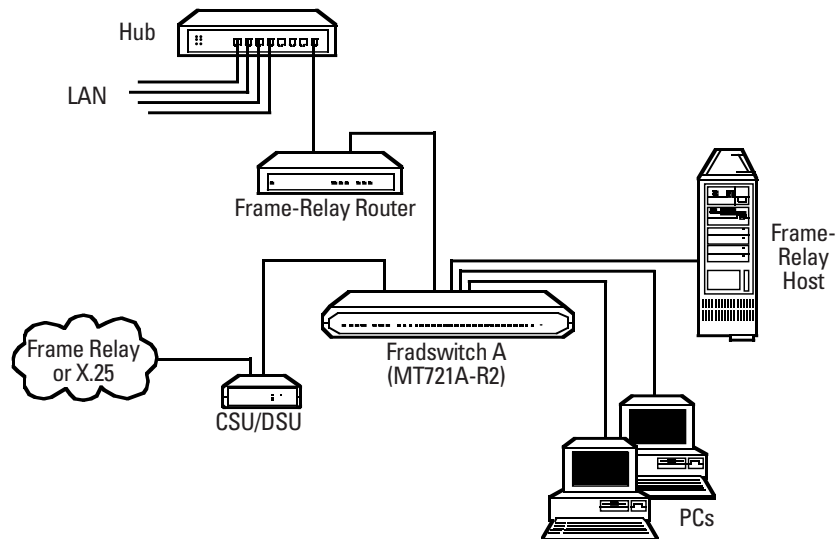 Hub
LAN
Frame-Relay Router
Frame-
Relay
Host
Fradswitch A
(MT721A-R2)
Frame Relay
or X.25
CSU/DSU
PCs